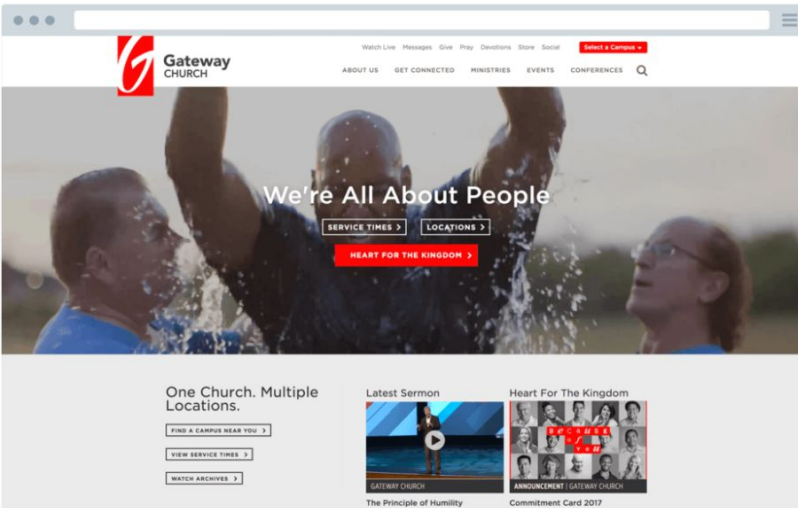 Watch Live Messages Give Pray Devotions Store Social Select a Campus
Gateway
CHURCH
ABOUT US GET CONNECTED MINISTRIES EVENTS CONFERENCES
We're All About People
SERVICE TIMES > LOCATIONS >
HEART FOR THE KINGDOM >
One Church. Multiple
Locations.
FIND A CAMPUS NEAR YOU >
VIEW SERVICE TIMES >
WATCH ARCHIVES >
Latest Sermon
GATEWAY CHURCH
The Principle of Humility
Heart For The Kingdom
BECAUSE
of
YOU
ANNOUNCEMENT | GATEWAY CHURCH
Commitment Card 2017